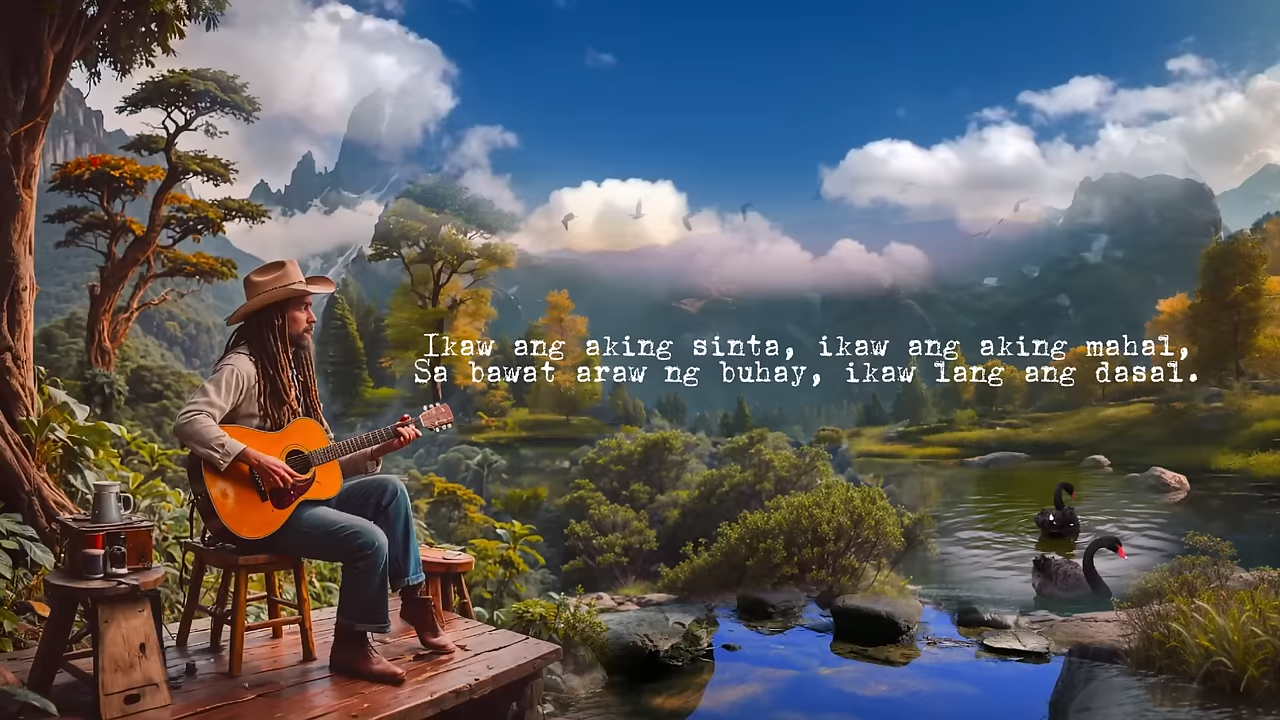 Ikaw ang aking sinta, ikaw ang aking mahal,
Sa bawat araw ng buhay, ikaw lang ang dasal.